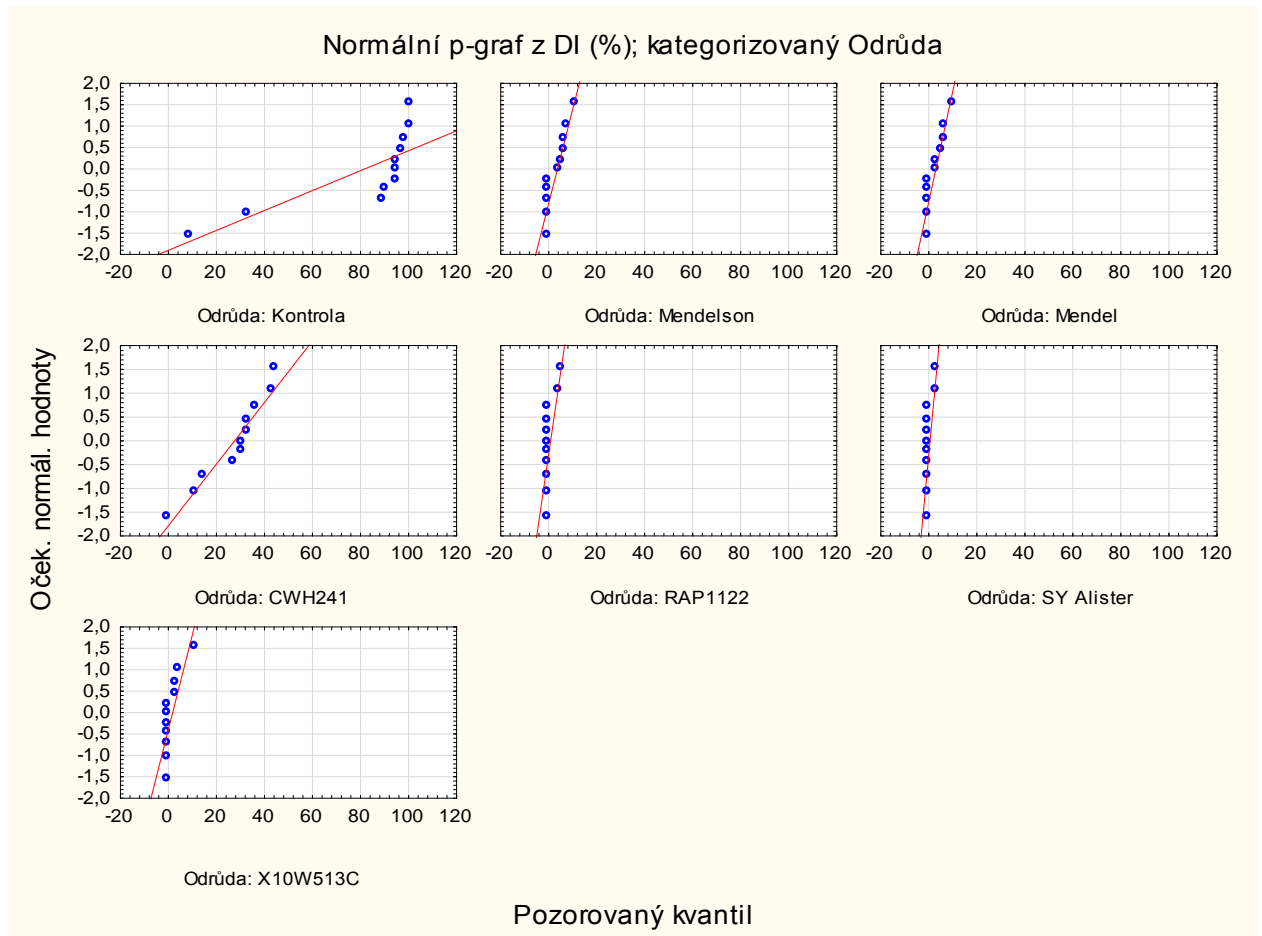 Normální p-graf z DI (%); kategorizovaný Odrůda
2,0
1,5
1,0
0,5
0,0
-0,5
-1,0
-1,5
-2,0
-20 0 20 40 60 80 100 120
-20 0 20 40 60 80 100 120
-20 0 20 40 60 80 100 120
Odrůda: Kontrola
Odrůda: Mendelson
Odrůda: Mendel
Oček. normál. hodnoty
2,0
1,5
1,0
0,5
0,0
-0,5
-1,0
-1,5
-2,0
-20 0 20 40 60 80 100 120
-20 0 20 40 60 80 100 120
-20 0 20 40 60 80 100 120
Odrůda: CWH241
Odrůda: RAP1122
Odrůda: SY Alister
2,0
1,5
1,0
0,5
0,0
-0,5
-1,0
-1,5
-2,0
-20 0 20 40 60 80 100 120
Odrůda: X10W513C
Pozorovaný kvantil